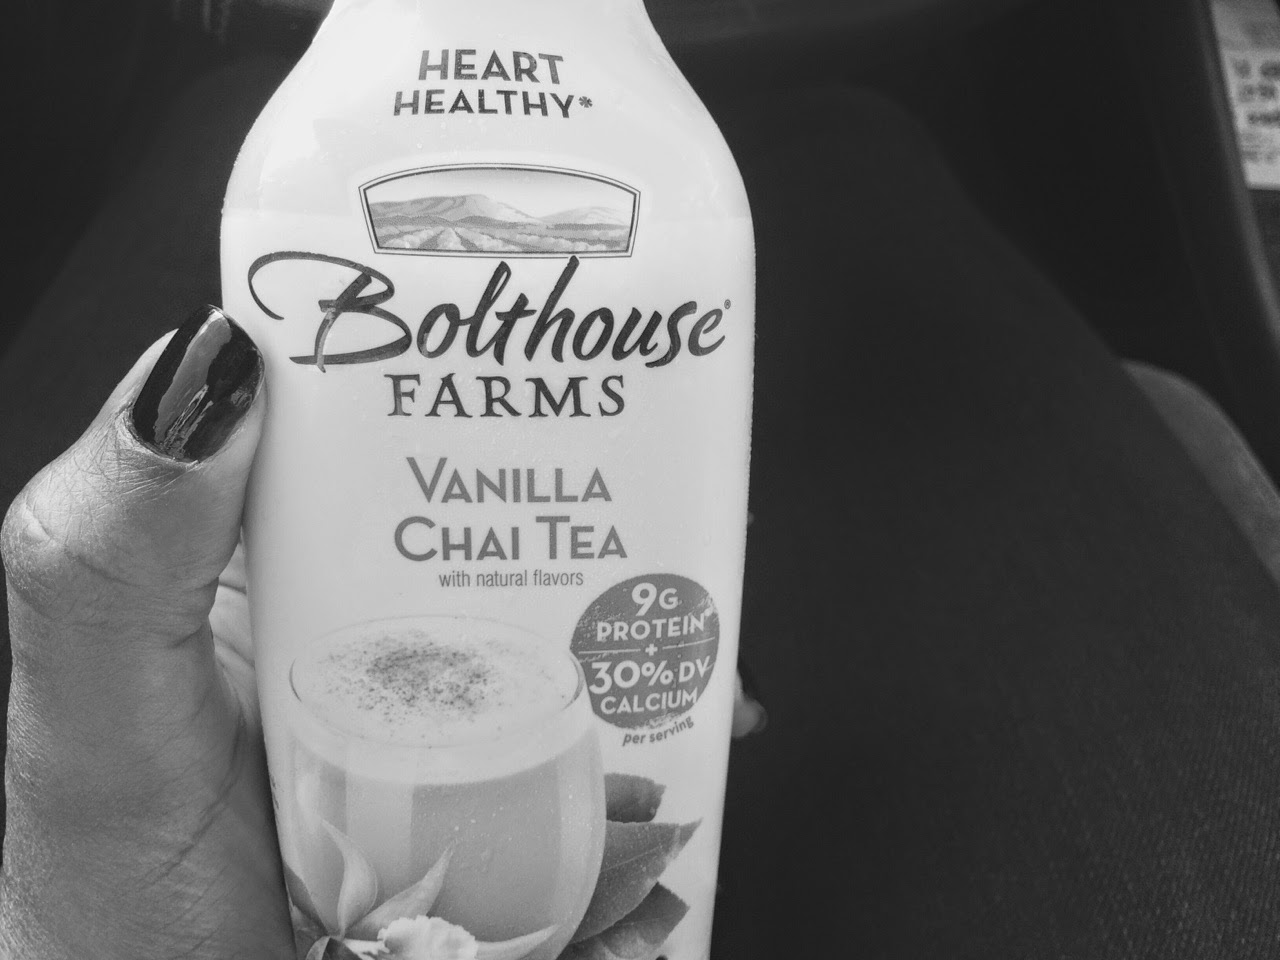 HEART
HEALTHY*
Bolthouse®
FARMS
VANILLA
CHAI TEA
with natural flavors
9G
PROTEIN
+
30% DV
CALCIUM
per serving